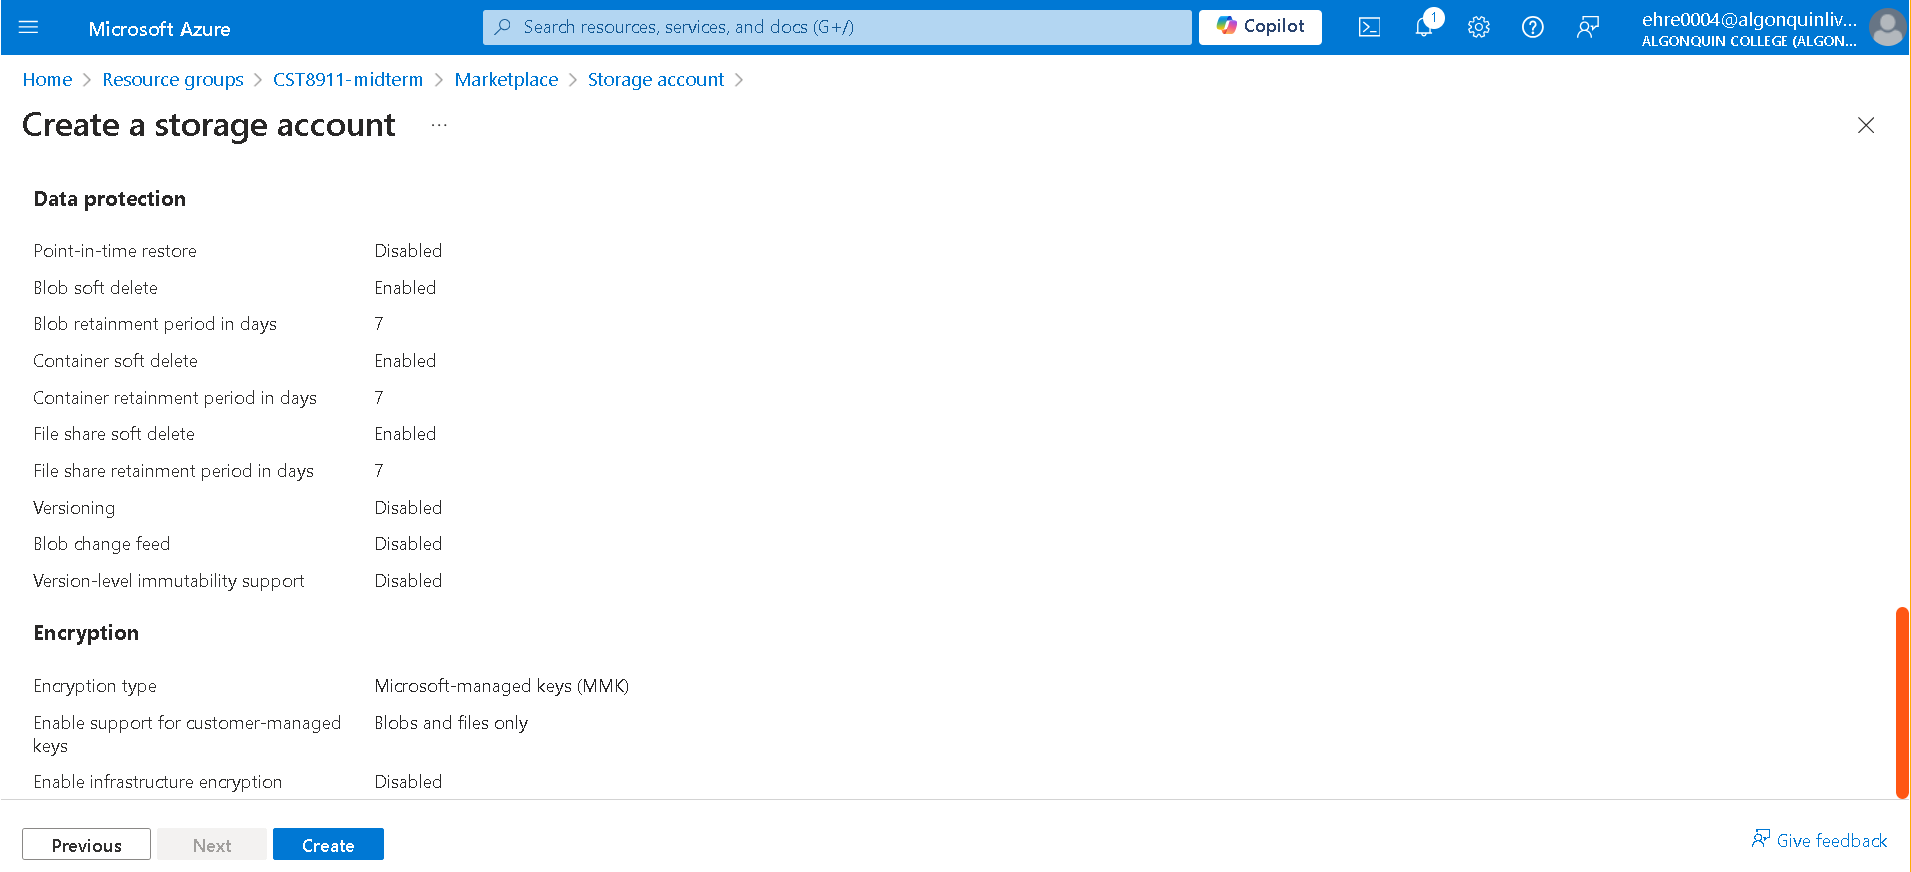 Microsoft Azure
Search resources, services, and docs (G+/)
Copilot
1
ehre0004@algonquinliv...
ALGONQUIN COLLEGE (ALGON...
Home > Resource groups > CST8911-midterm > Marketplace > Storage account >
Create a storage account ...
Data protection
Point-in-time restore Disabled
Blob soft delete Enabled
Blob retainment period in days 7
Container soft delete Enabled
Container retainment period in days 7
File share soft delete Enabled
File share retainment period in days 7
Versioning Disabled
Blob change feed Disabled
Version-level immutability support Disabled
Encryption
Encryption type Microsoft-managed keys (MMK)
Enable support for customer-managed Blobs and files only
keys
Enable infrastructure encryption Disabled
Previous Next Create
Give feedback